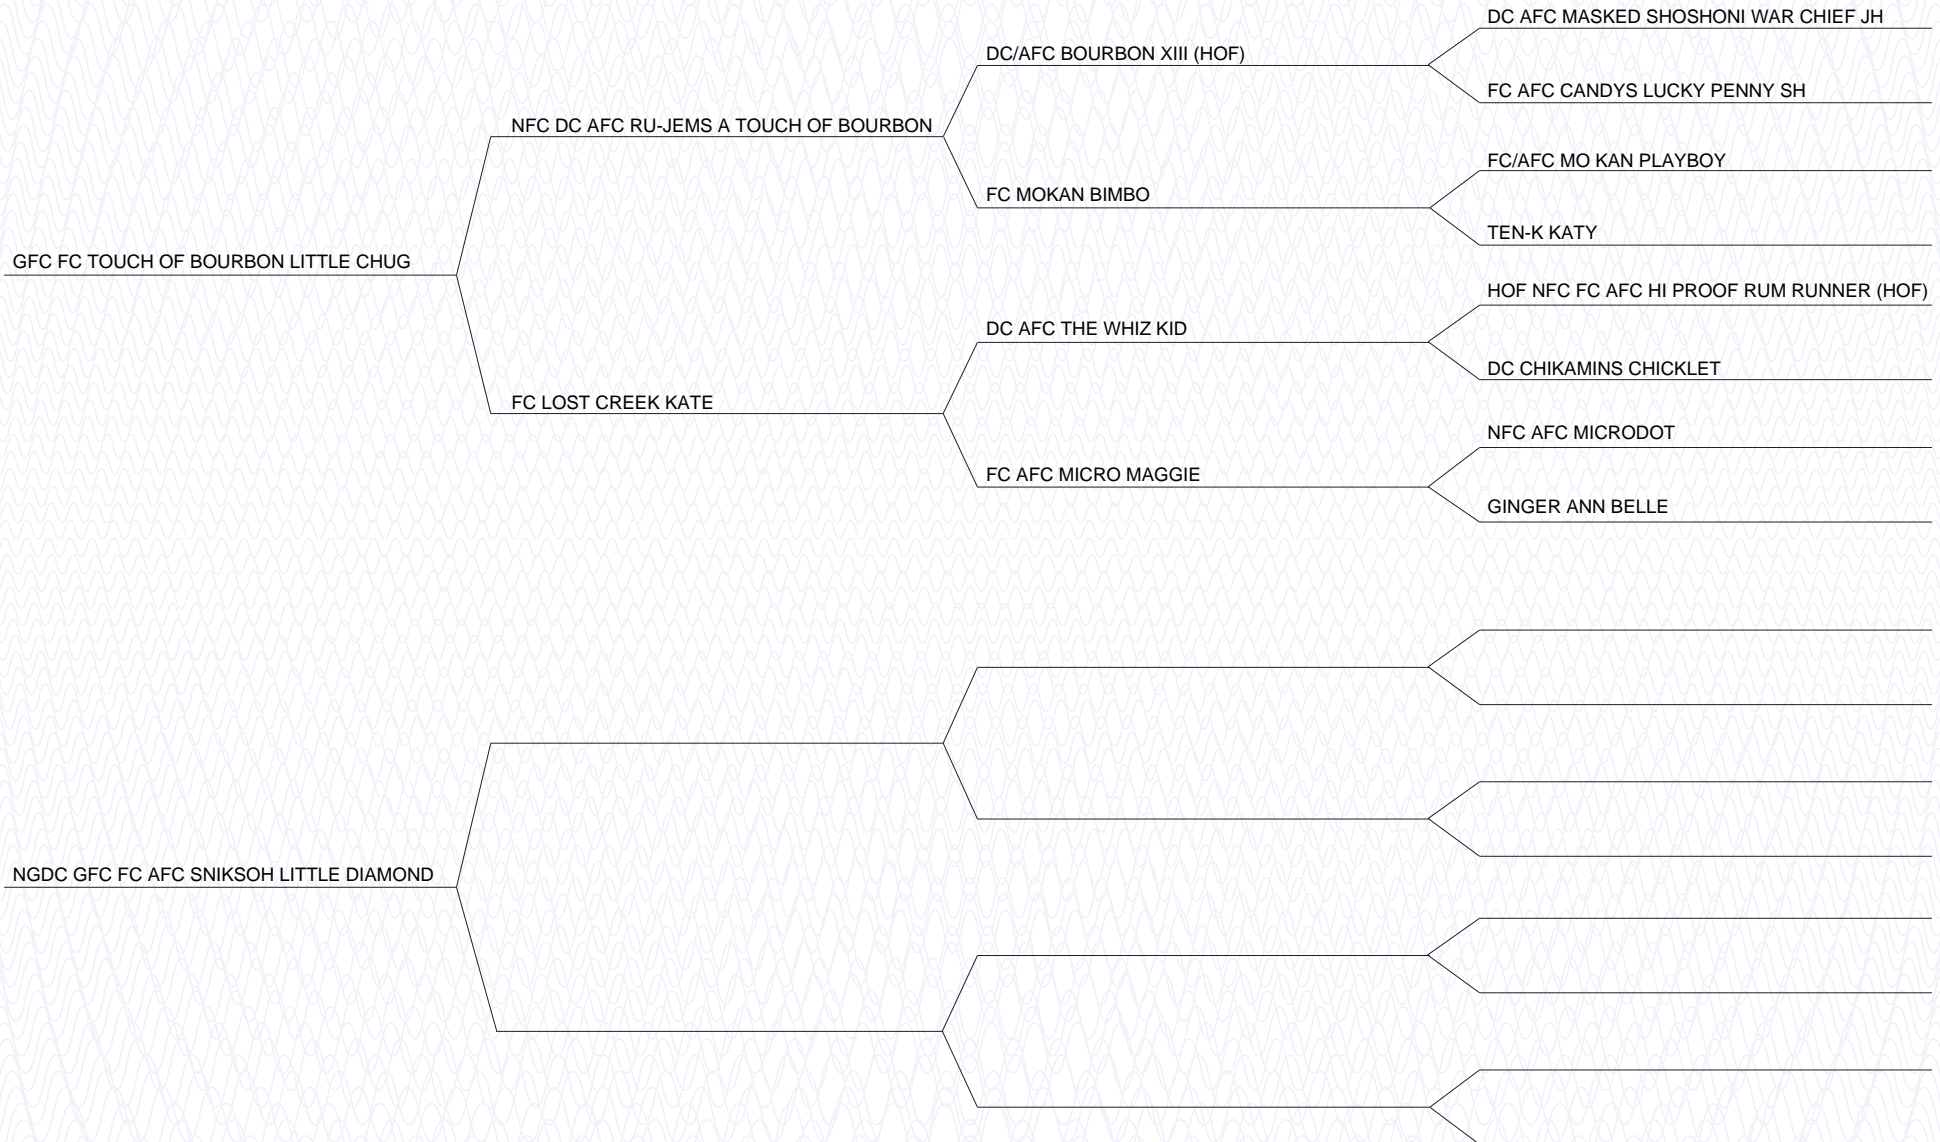 DC AFC MASKED SHOSHONI WAR CHIEF JH
DC/AFC BOURBON XIII (HOF)
FC AFC CANDYS LUCKY PENNY SH
NFC DC AFC RU-JEMS A TOUCH OF BOURBON
FC/AFC MO KAN PLAYBOY
FC MOKAN BIMBO
TEN-K KATY
GFC FC TOUCH OF BOURBON LITTLE CHUG
HOF NFC FC AFC HI PROOF RUM RUNNER (HOF)
DC AFC THE WHIZ KID
DC CHIKAMINS CHICKLET
FC LOST CREEK KATE
NFC AFC MICRODOT
FC AFC MICRO MAGGIE
GINGER ANN BELLE
NGDC GFC FC AFC SNIKSOH LITTLE DIAMOND